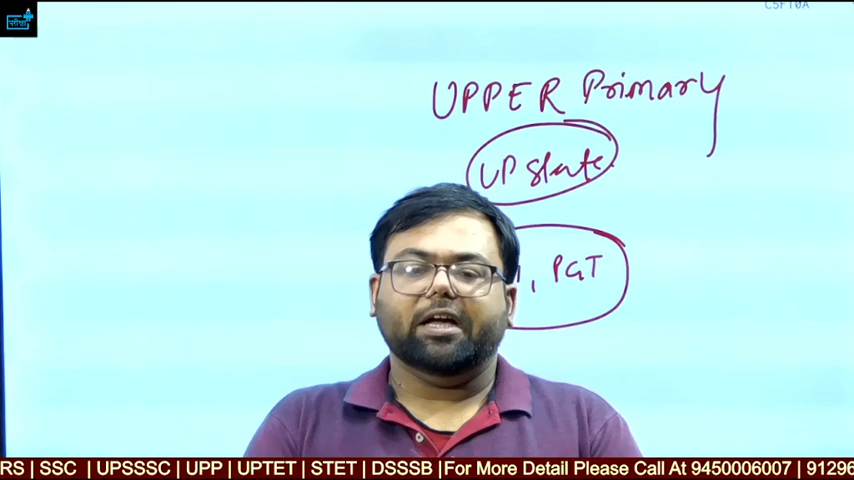 C5F10A
UPPER Primary
UP State
, PGT
RS | SSC | UPSSSC | UPP | UPTET | STET | DSSSB |For More Detail Please Call At 9450006007 | 91296